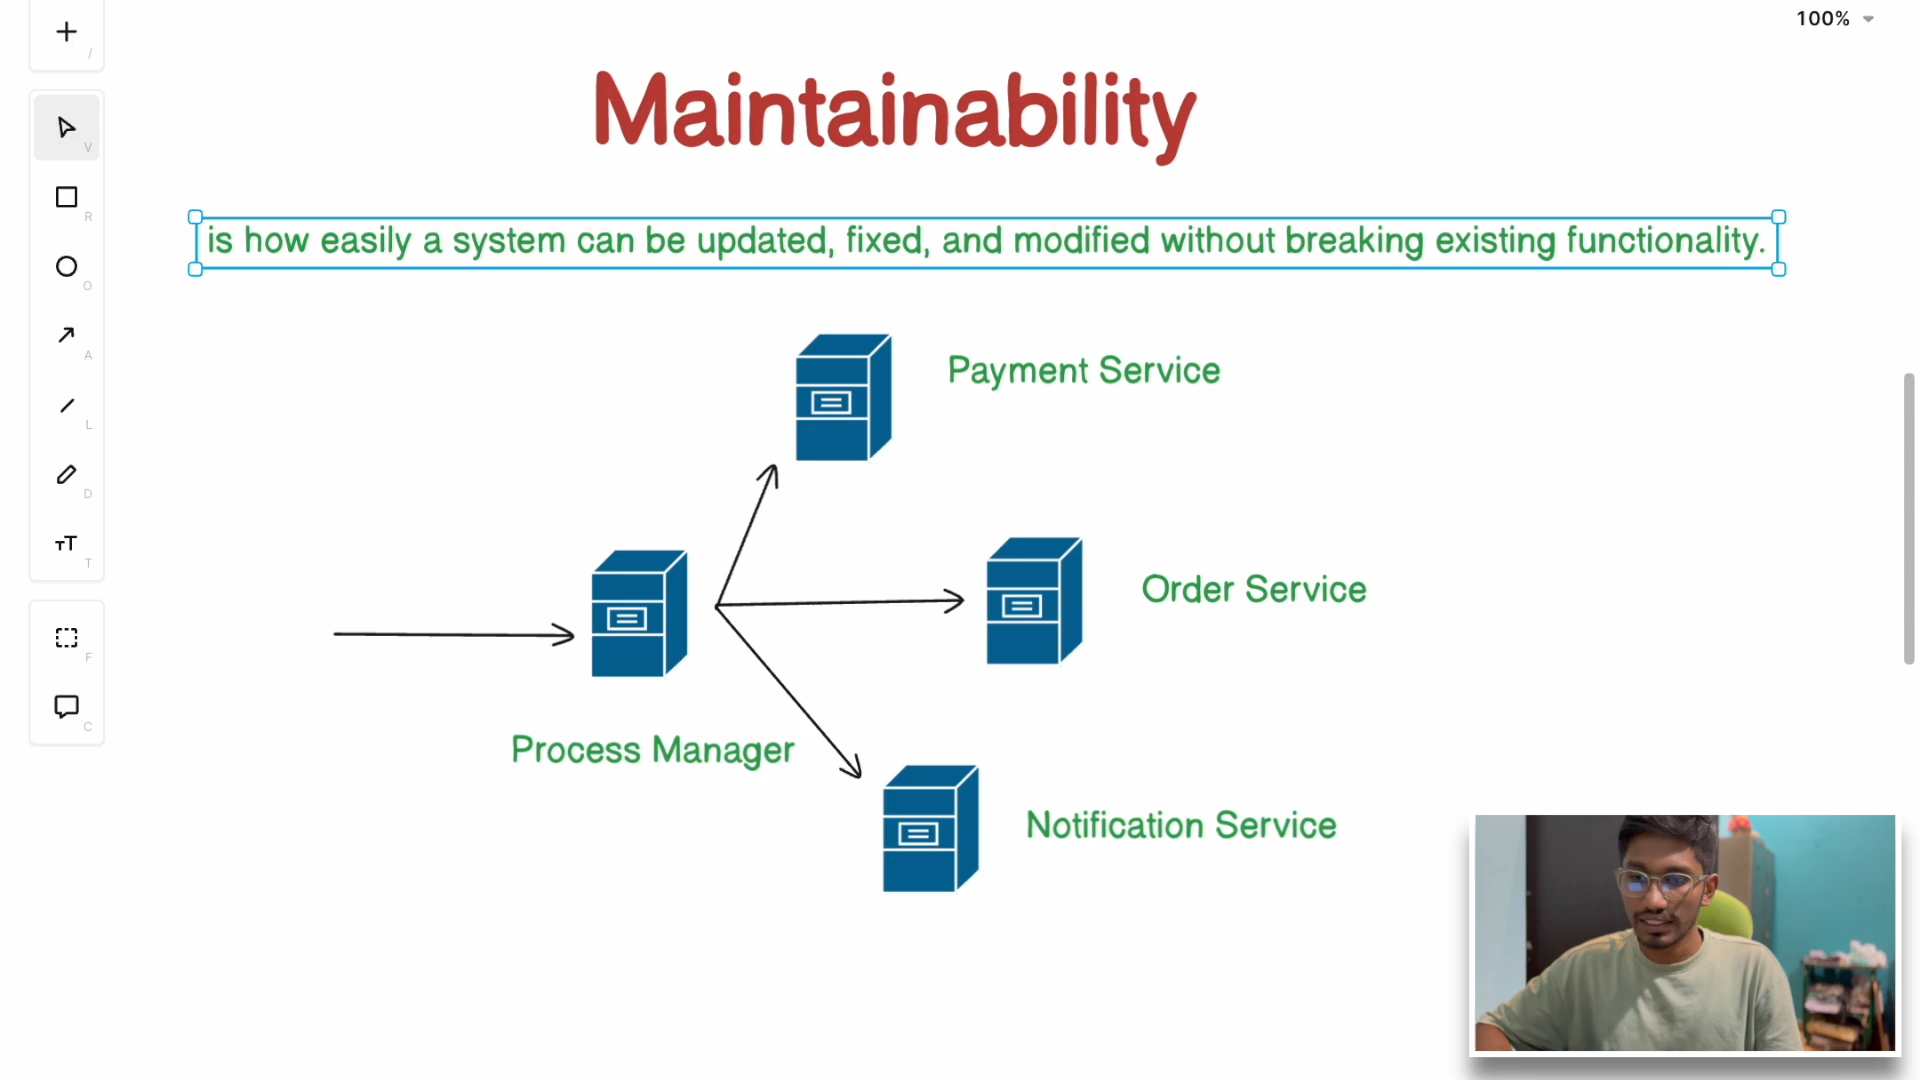 100%
/
Maintainability
V
R
is how easily a system can be updated, fixed, and modified without breaking existing functionality.
O
A
Payment Service
L
D
T
TT
Order Service
F
C
Process Manager
Notification Service